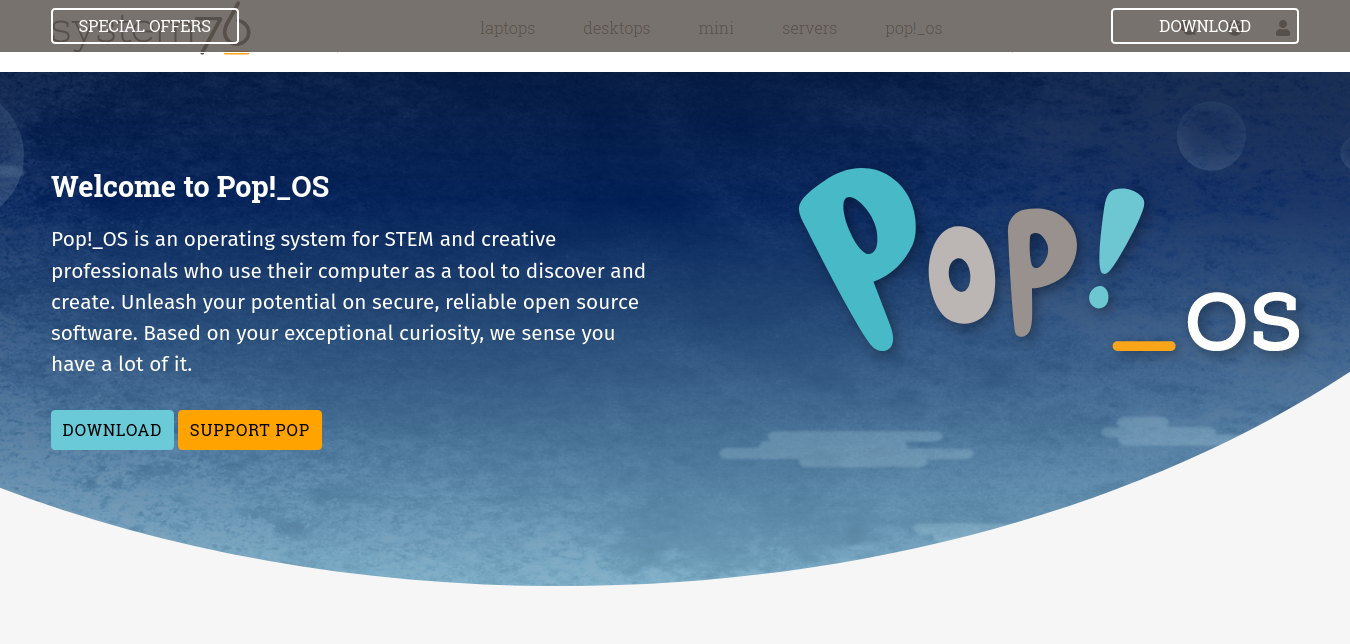 system76
SPECIAL OFFERS
laptops
desktops
mini
servers
pop!_os
DOWNLOAD
Welcome to Pop!_OS
Pop!_OS is an operating system for STEM and creative
professionals who use their computer as a tool to discover and
create. Unleash your potential on secure, reliable open source
software. Based on your exceptional curiosity, we sense you
have a lot of it.
DOWNLOAD
SUPPORT POP
Pop!_OS